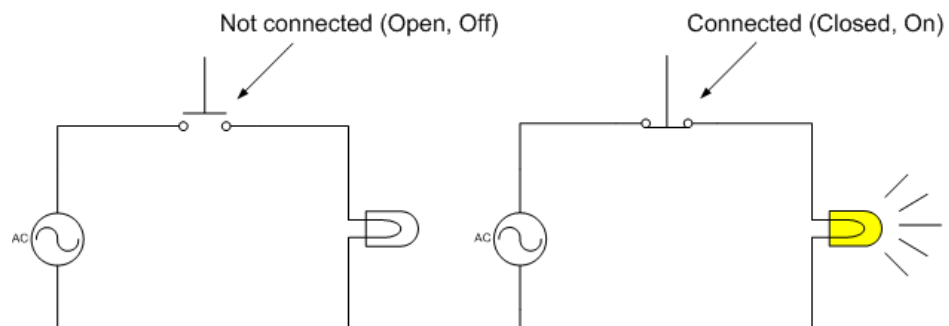 Not connected (Open, Off)
Connected (Closed, On)
AC
AC